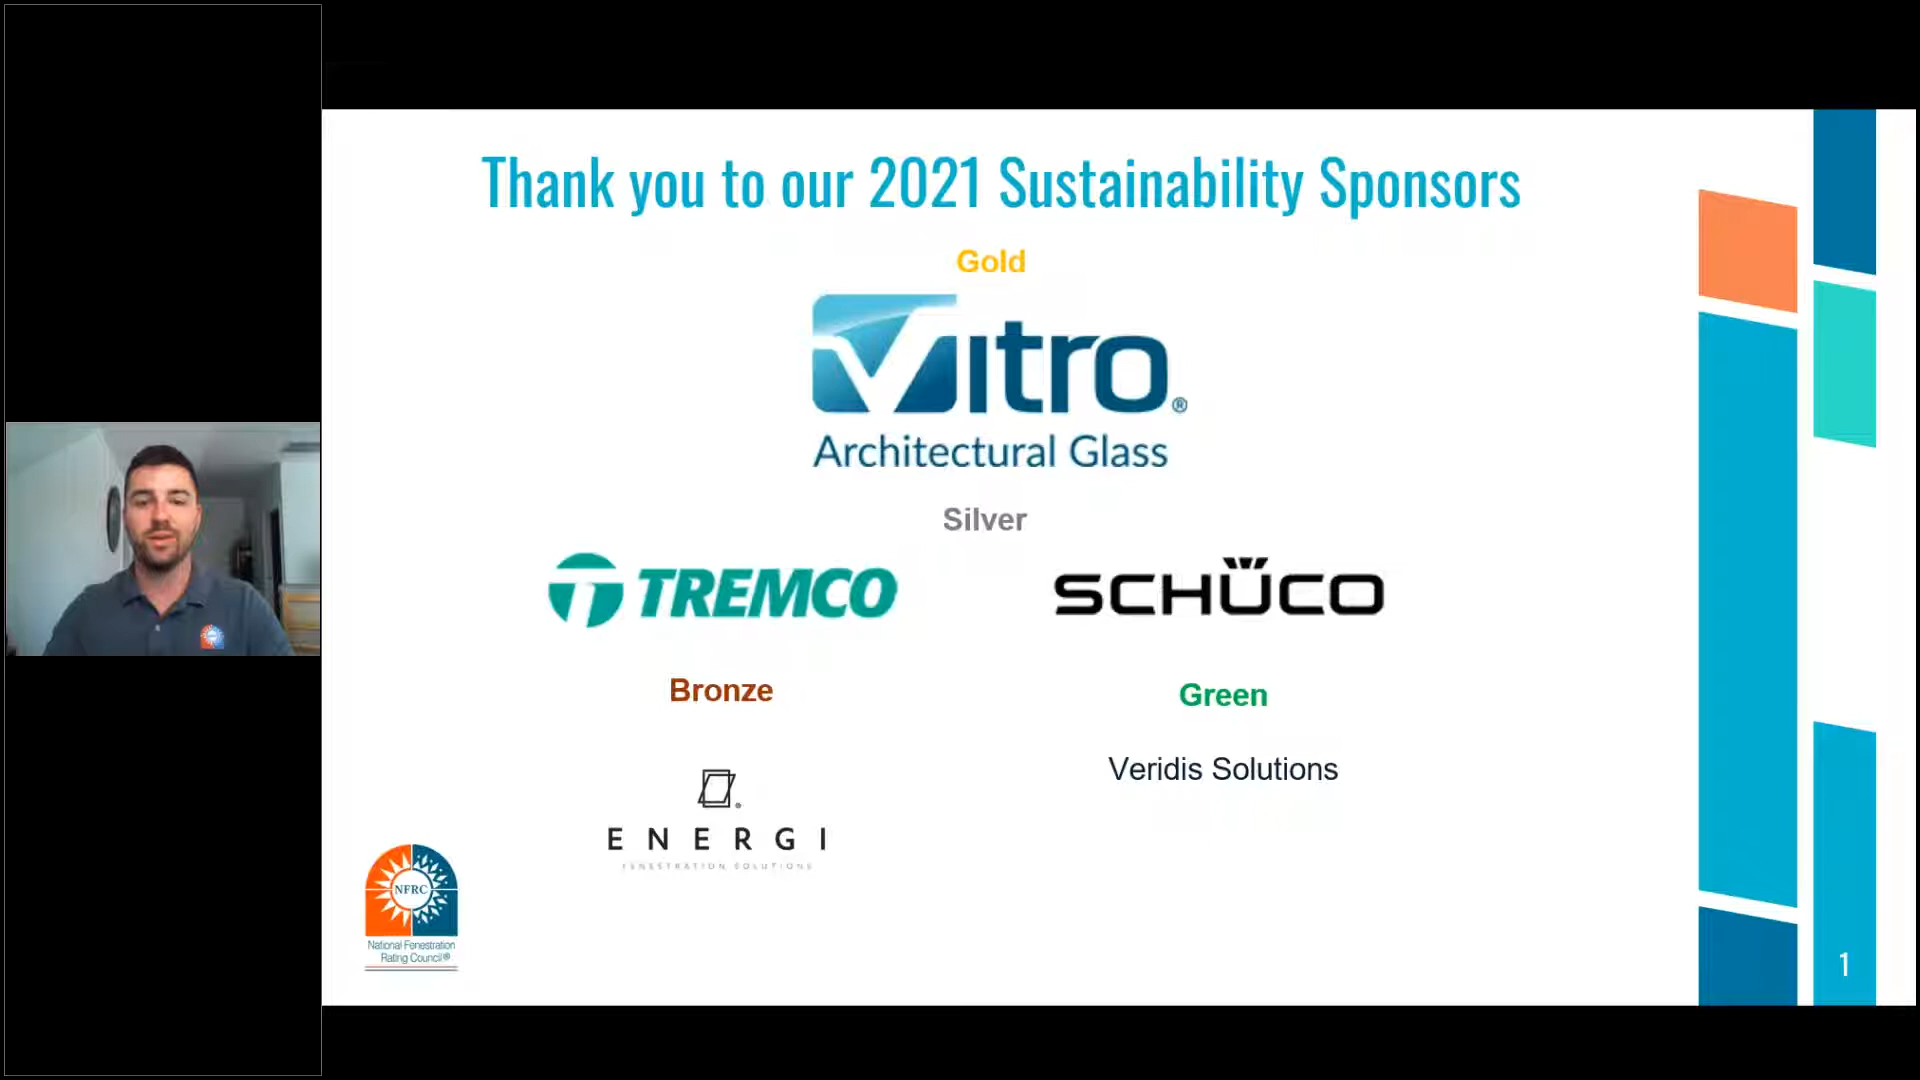 Thank you to our 2021 Sustainability Sponsors
Gold
Vitro®
Architectural Glass
Silver
TREMCO
SCHÜCO
Bronze
Green
Veridis Solutions
ENERGI
FENESTRATION SOLUTIONS
NFRC
National Fenestration
Rating Council®
1